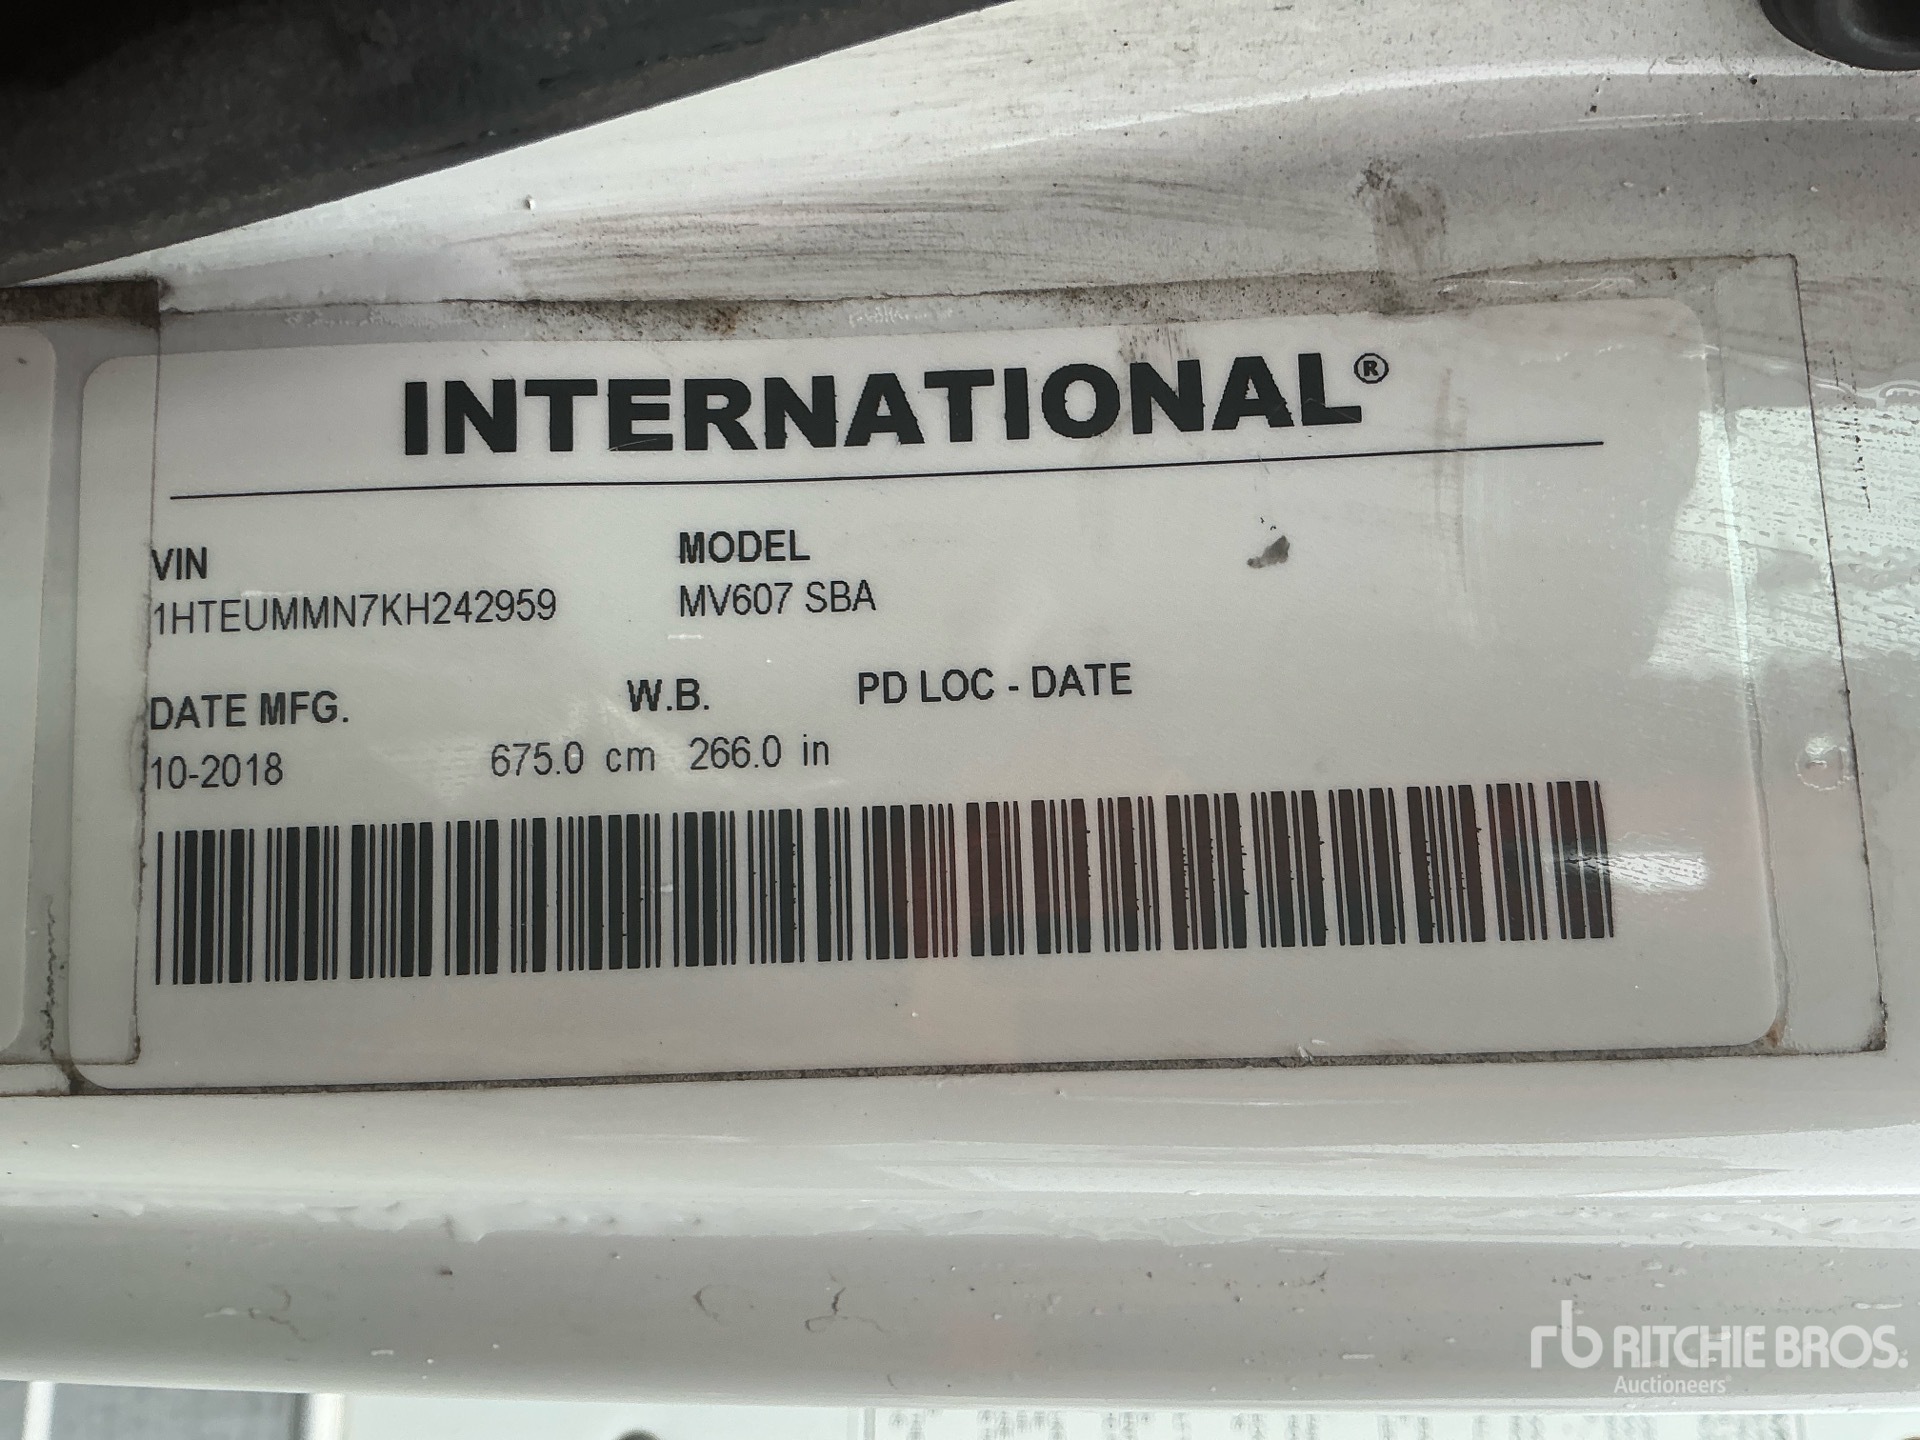 INTERNATIONAL®
VIN MODEL
1HTEUMMN7KH242959 MV607 SBA
DATE MFG. W.B. PD LOC - DATE
10-2018 675.0 cm 266.0 in
rb RITCHIE BROS.
Auctioneers